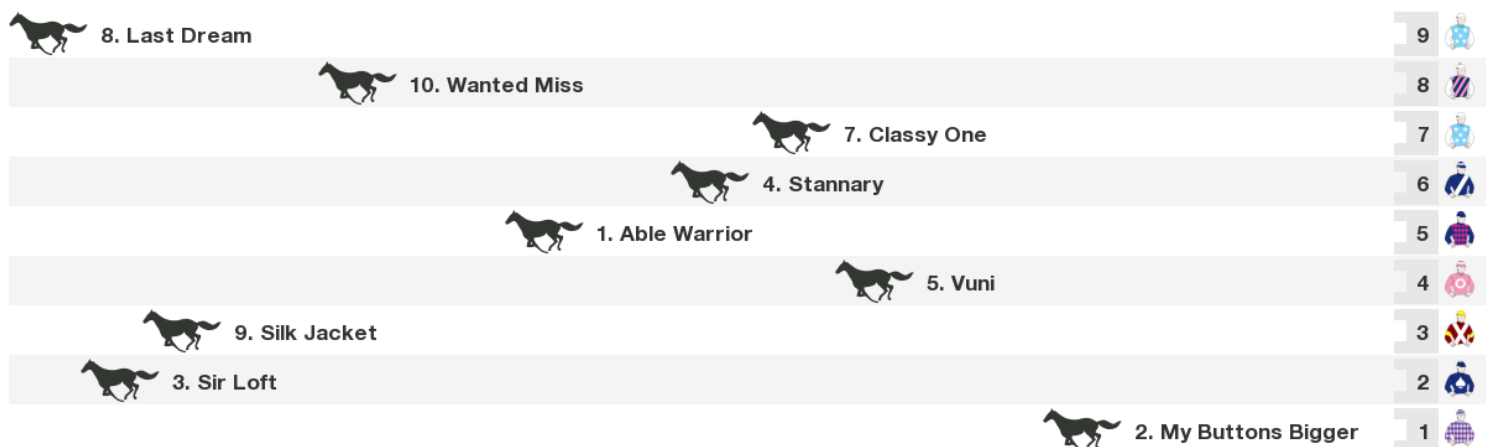 8. Last Dream 9
10. Wanted Miss 8
7. Classy One 7
4. Stannary 6
1. Able Warrior 5
5. Vuni 4
9. Silk Jacket 3
3. Sir Loft 2
2. My Buttons Bigger 1